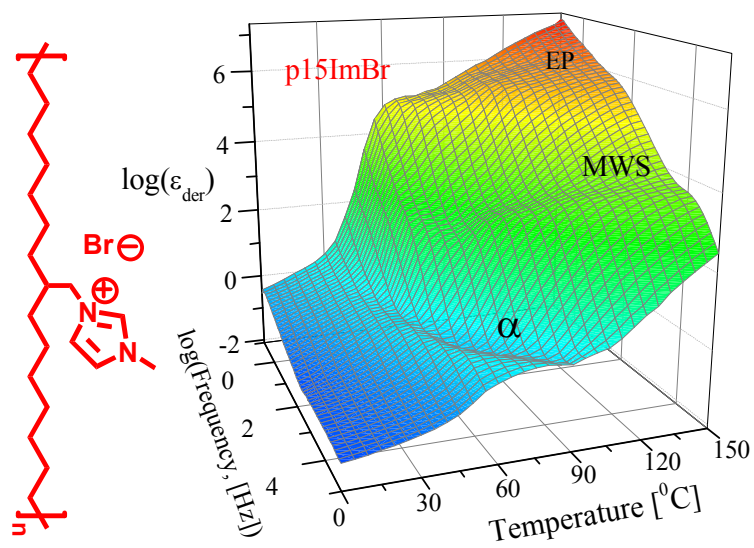 p15ImBr
EP
MWS
α
log(ε_der)
6
4
2
0
-2
log(Frequency, [Hz])
0
2
4
0
30
60
90
120
150
Temperature [⁰C]
Br⊖
⊕
N
N
n